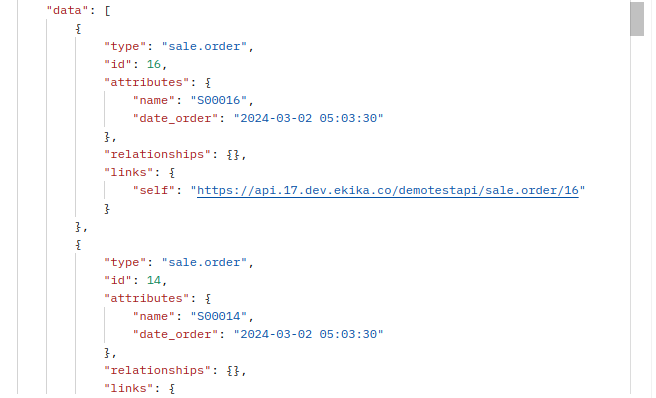 "data": [
{
"type": "sale.order",
"id": 16,
"attributes": {
"name": "S00016",
"date_order": "2024-03-02 05:03:30"
},
"relationships": {},
"links": {
"self": "https://api.17.dev.ekika.co/demotestapi/sale.order/16"
}
},
{
"type": "sale.order",
"id": 14,
"attributes": {
"name": "S00014",
"date_order": "2024-03-02 05:03:30"
},
"relationships": {},
"links": {